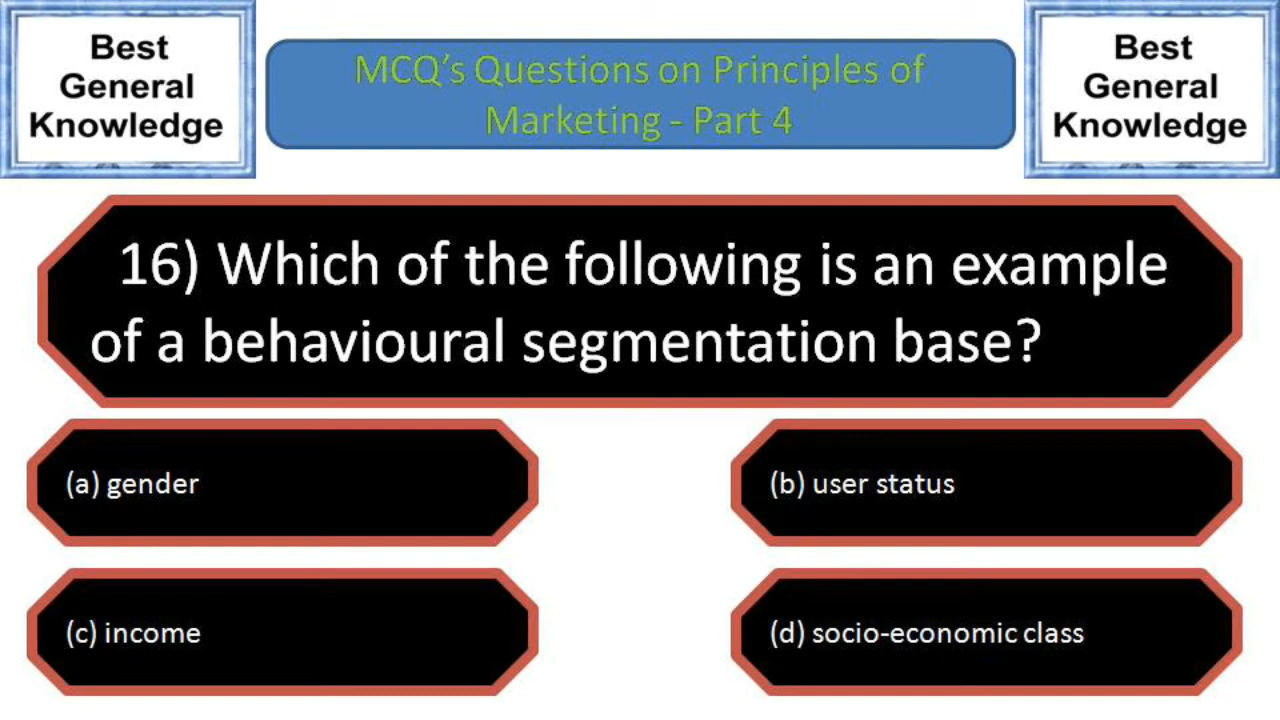 Best
General
Knowledge
MCQ’s Questions on Principles of
Marketing - Part 4
Best
General
Knowledge
16) Which of the following is an example
of a behavioural segmentation base?
(a) gender
(b) user status
(c) income
(d) socio-economic class